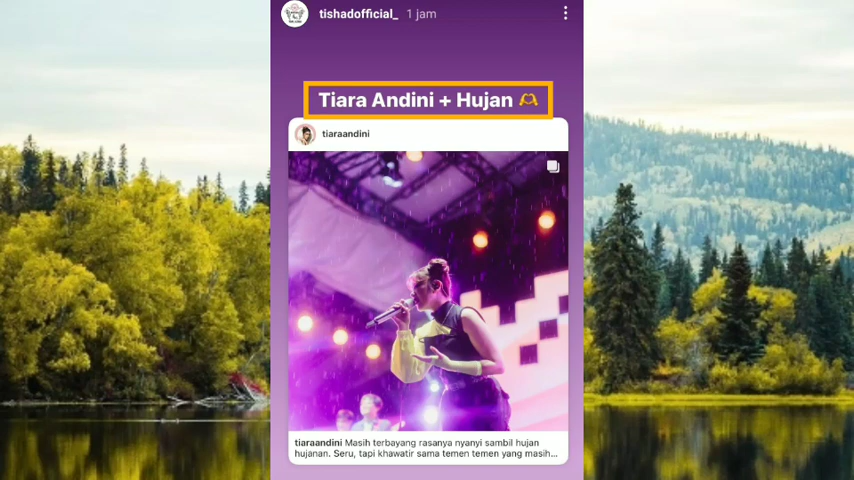 tishadofficial_ 1 jam
Tiara Andini + Hujan 🫶
tiaraandini
tiaraandini Masih terbayang rasanya nyanyi sambil hujan
hujanan. Seru, tapi khawatir sama temen temen yang masih...